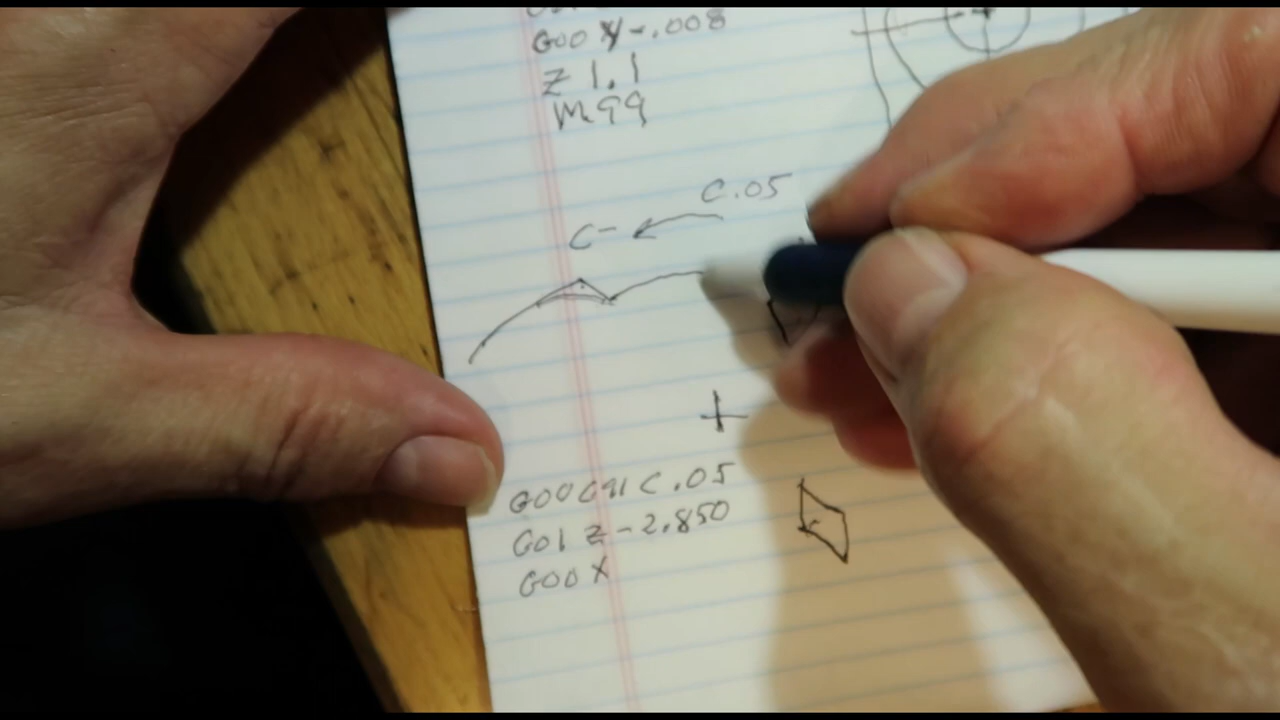 G00 X-.008
Z 1.1
M99
C.05
C-
G00 G91 C.05
G01 Z-2.850
G00 X